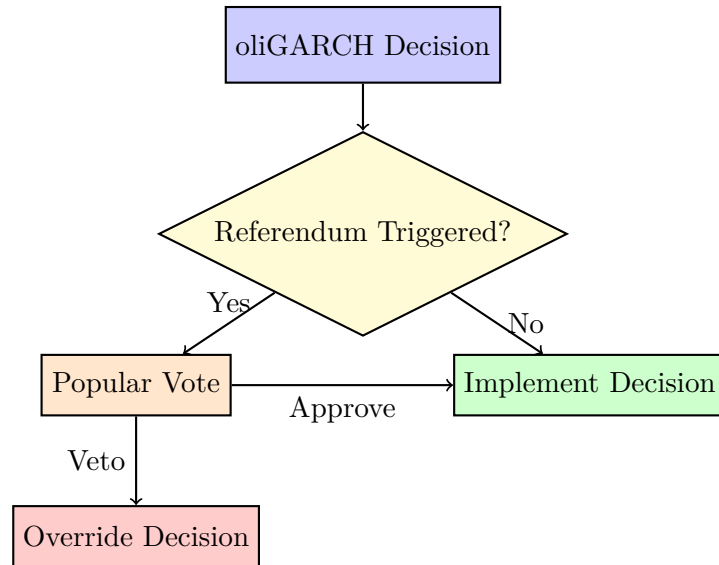 oliGARCH Decision
Referendum Triggered?
Yes
No
Popular Vote
Approve
Implement Decision
Veto
Override Decision